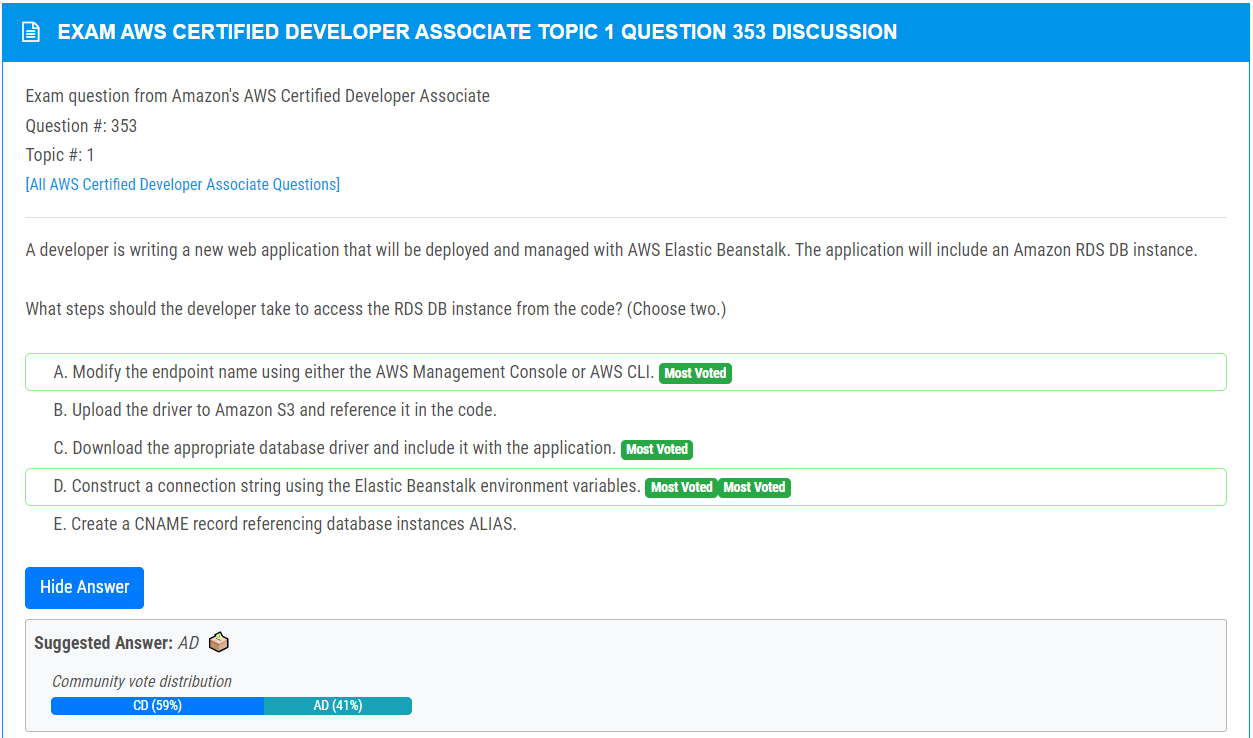 EXAM AWS CERTIFIED DEVELOPER ASSOCIATE TOPIC 1 QUESTION 353 DISCUSSION
Exam question from Amazon's AWS Certified Developer Associate
Question #: 353
Topic #: 1
[All AWS Certified Developer Associate Questions]
A developer is writing a new web application that will be deployed and managed with AWS Elastic Beanstalk. The application will include an Amazon RDS DB instance.
What steps should the developer take to access the RDS DB instance from the code? (Choose two.)
A. Modify the endpoint name using either the AWS Management Console or AWS CLI. Most Voted
B. Upload the driver to Amazon S3 and reference it in the code.
C. Download the appropriate database driver and include it with the application. Most Voted
D. Construct a connection string using the Elastic Beanstalk environment variables. Most Voted Most Voted
E. Create a CNAME record referencing database instances ALIAS.
Hide Answer
Suggested Answer: AD
Community vote distribution
CD (59%) AD (41%)